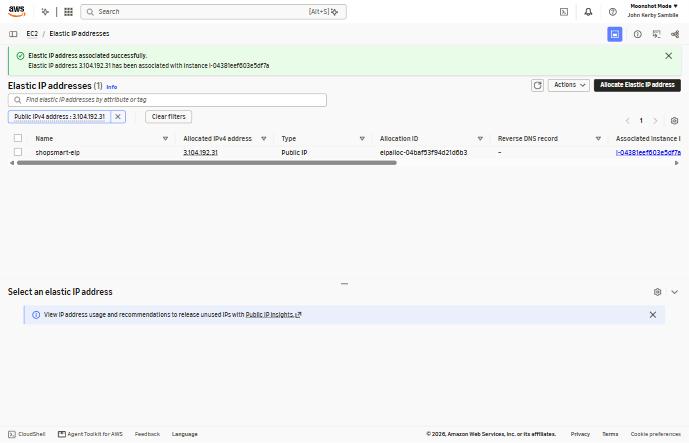 aws
Search
[Alt+S]
Moonshot Mode ▼
John Kerby Sambile
EC2 / Elastic IP addresses
Elastic IP address associated successfully.
Elastic IP address 3.104.192.31 has been associated with instance i-04381eef603e5df7a
Elastic IP addresses (1) Info
Actions
Allocate Elastic IP address
Find elastic IP addresses by attribute or tag
Public IPv4 address : 3.104.192.31
Clear filters
1
Name
Allocated IPv4 address
Type
Allocation ID
Reverse DNS record
Associated instance I
shopsmart-eip
3.104.192.31
Public IP
eipalloc-04baf53f94d21d6b3
–
i-04381eef603e5df7a
Select an elastic IP address
View IP address usage and recommendations to release unused IPs with Public IP insights.
CloudShell
Agent Toolkit for AWS
Feedback
Language
© 2026, Amazon Web Services, Inc. or its affiliates.
Privacy
Terms
Cookie preferences